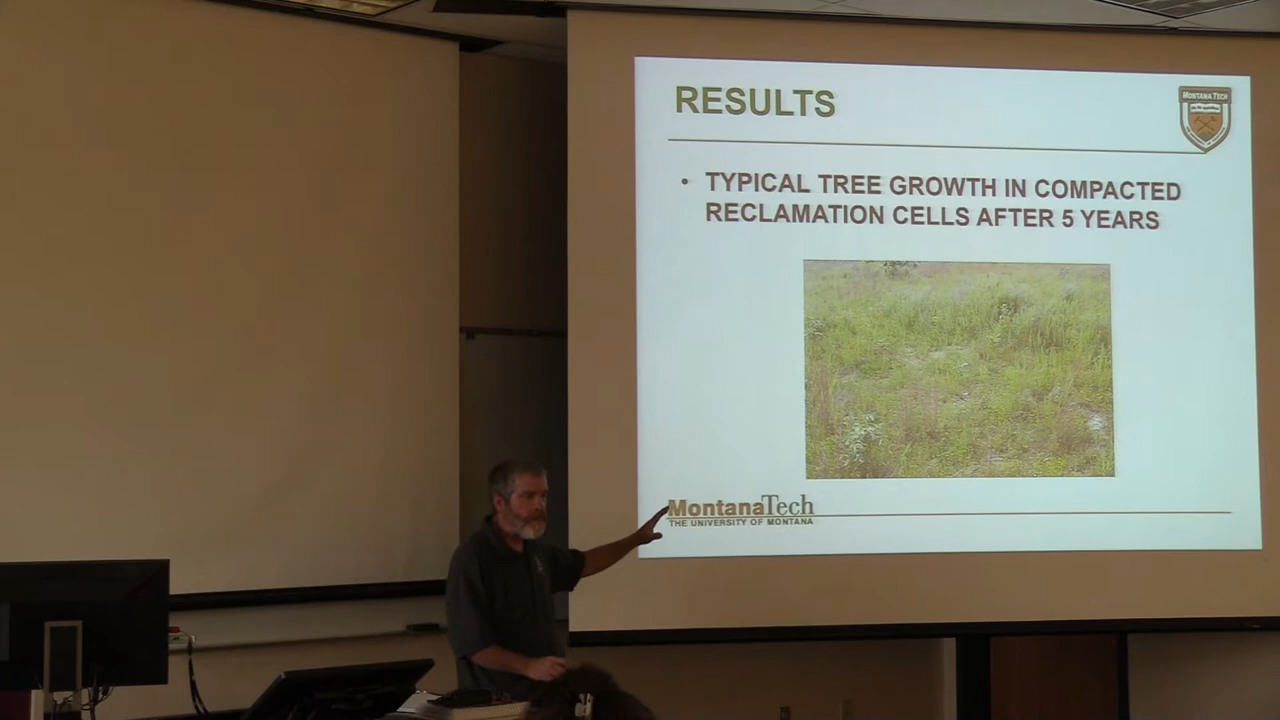 RESULTS
MONTANA TECH
• TYPICAL TREE GROWTH IN COMPACTED
RECLAMATION CELLS AFTER 5 YEARS
MontanaTech
THE UNIVERSITY OF MONTANA